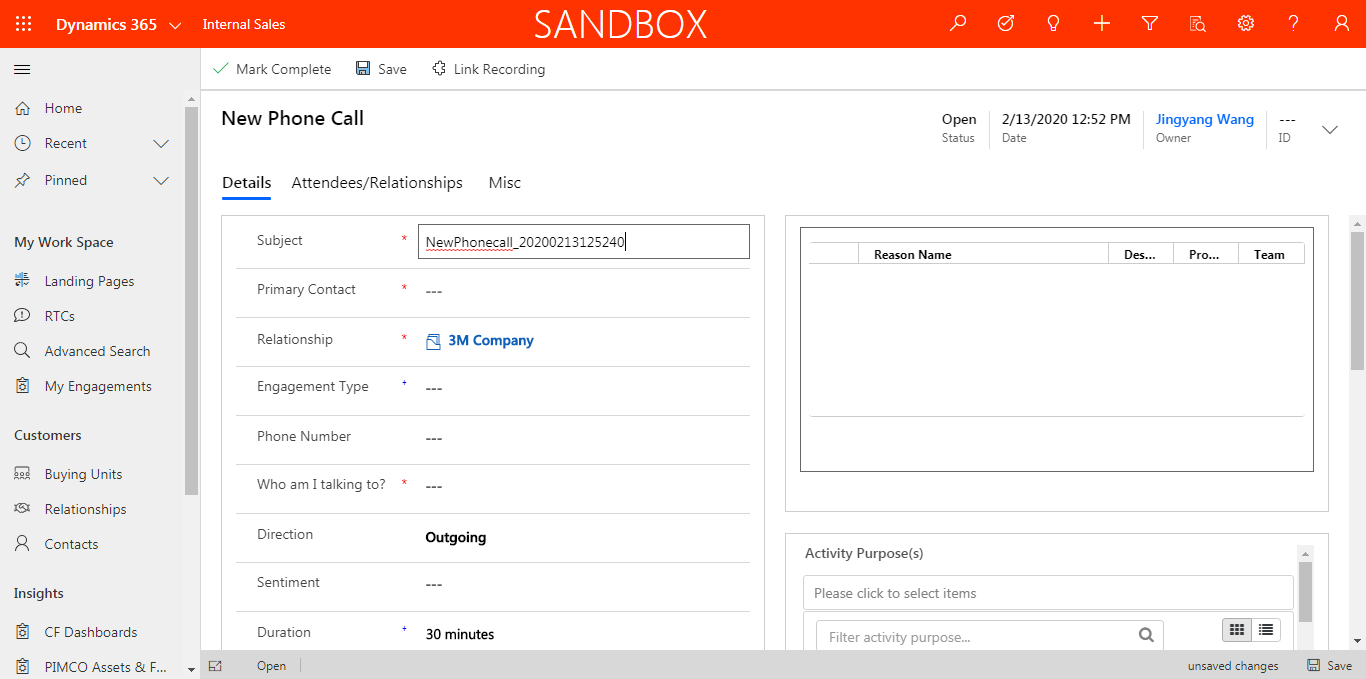 Dynamics 365 Internal Sales SANDBOX ?
Mark Complete Save Link Recording
Home
Recent
Pinned
My Work Space
Landing Pages
RTCs
Advanced Search
My Engagements
Customers
Buying Units
Relationships
Contacts
Insights
CF Dashboards
PIMCO Assets & F...
New Phone Call
Open
Status
2/13/2020 12:52 PM
Date
Jingyang Wang
Owner
---
ID
Details Attendees/Relationships Misc
Subject * NewPhonecall_20200213125240
Primary Contact * ---
Relationship * 3M Company
Engagement Type + ---
Phone Number ---
Who am I talking to? * ---
Direction Outgoing
Sentiment ---
Duration + 30 minutes
Reason Name Des... Pro... Team
Activity Purpose(s)
Please click to select items
Filter activity purpose...
Open unsaved changes Save